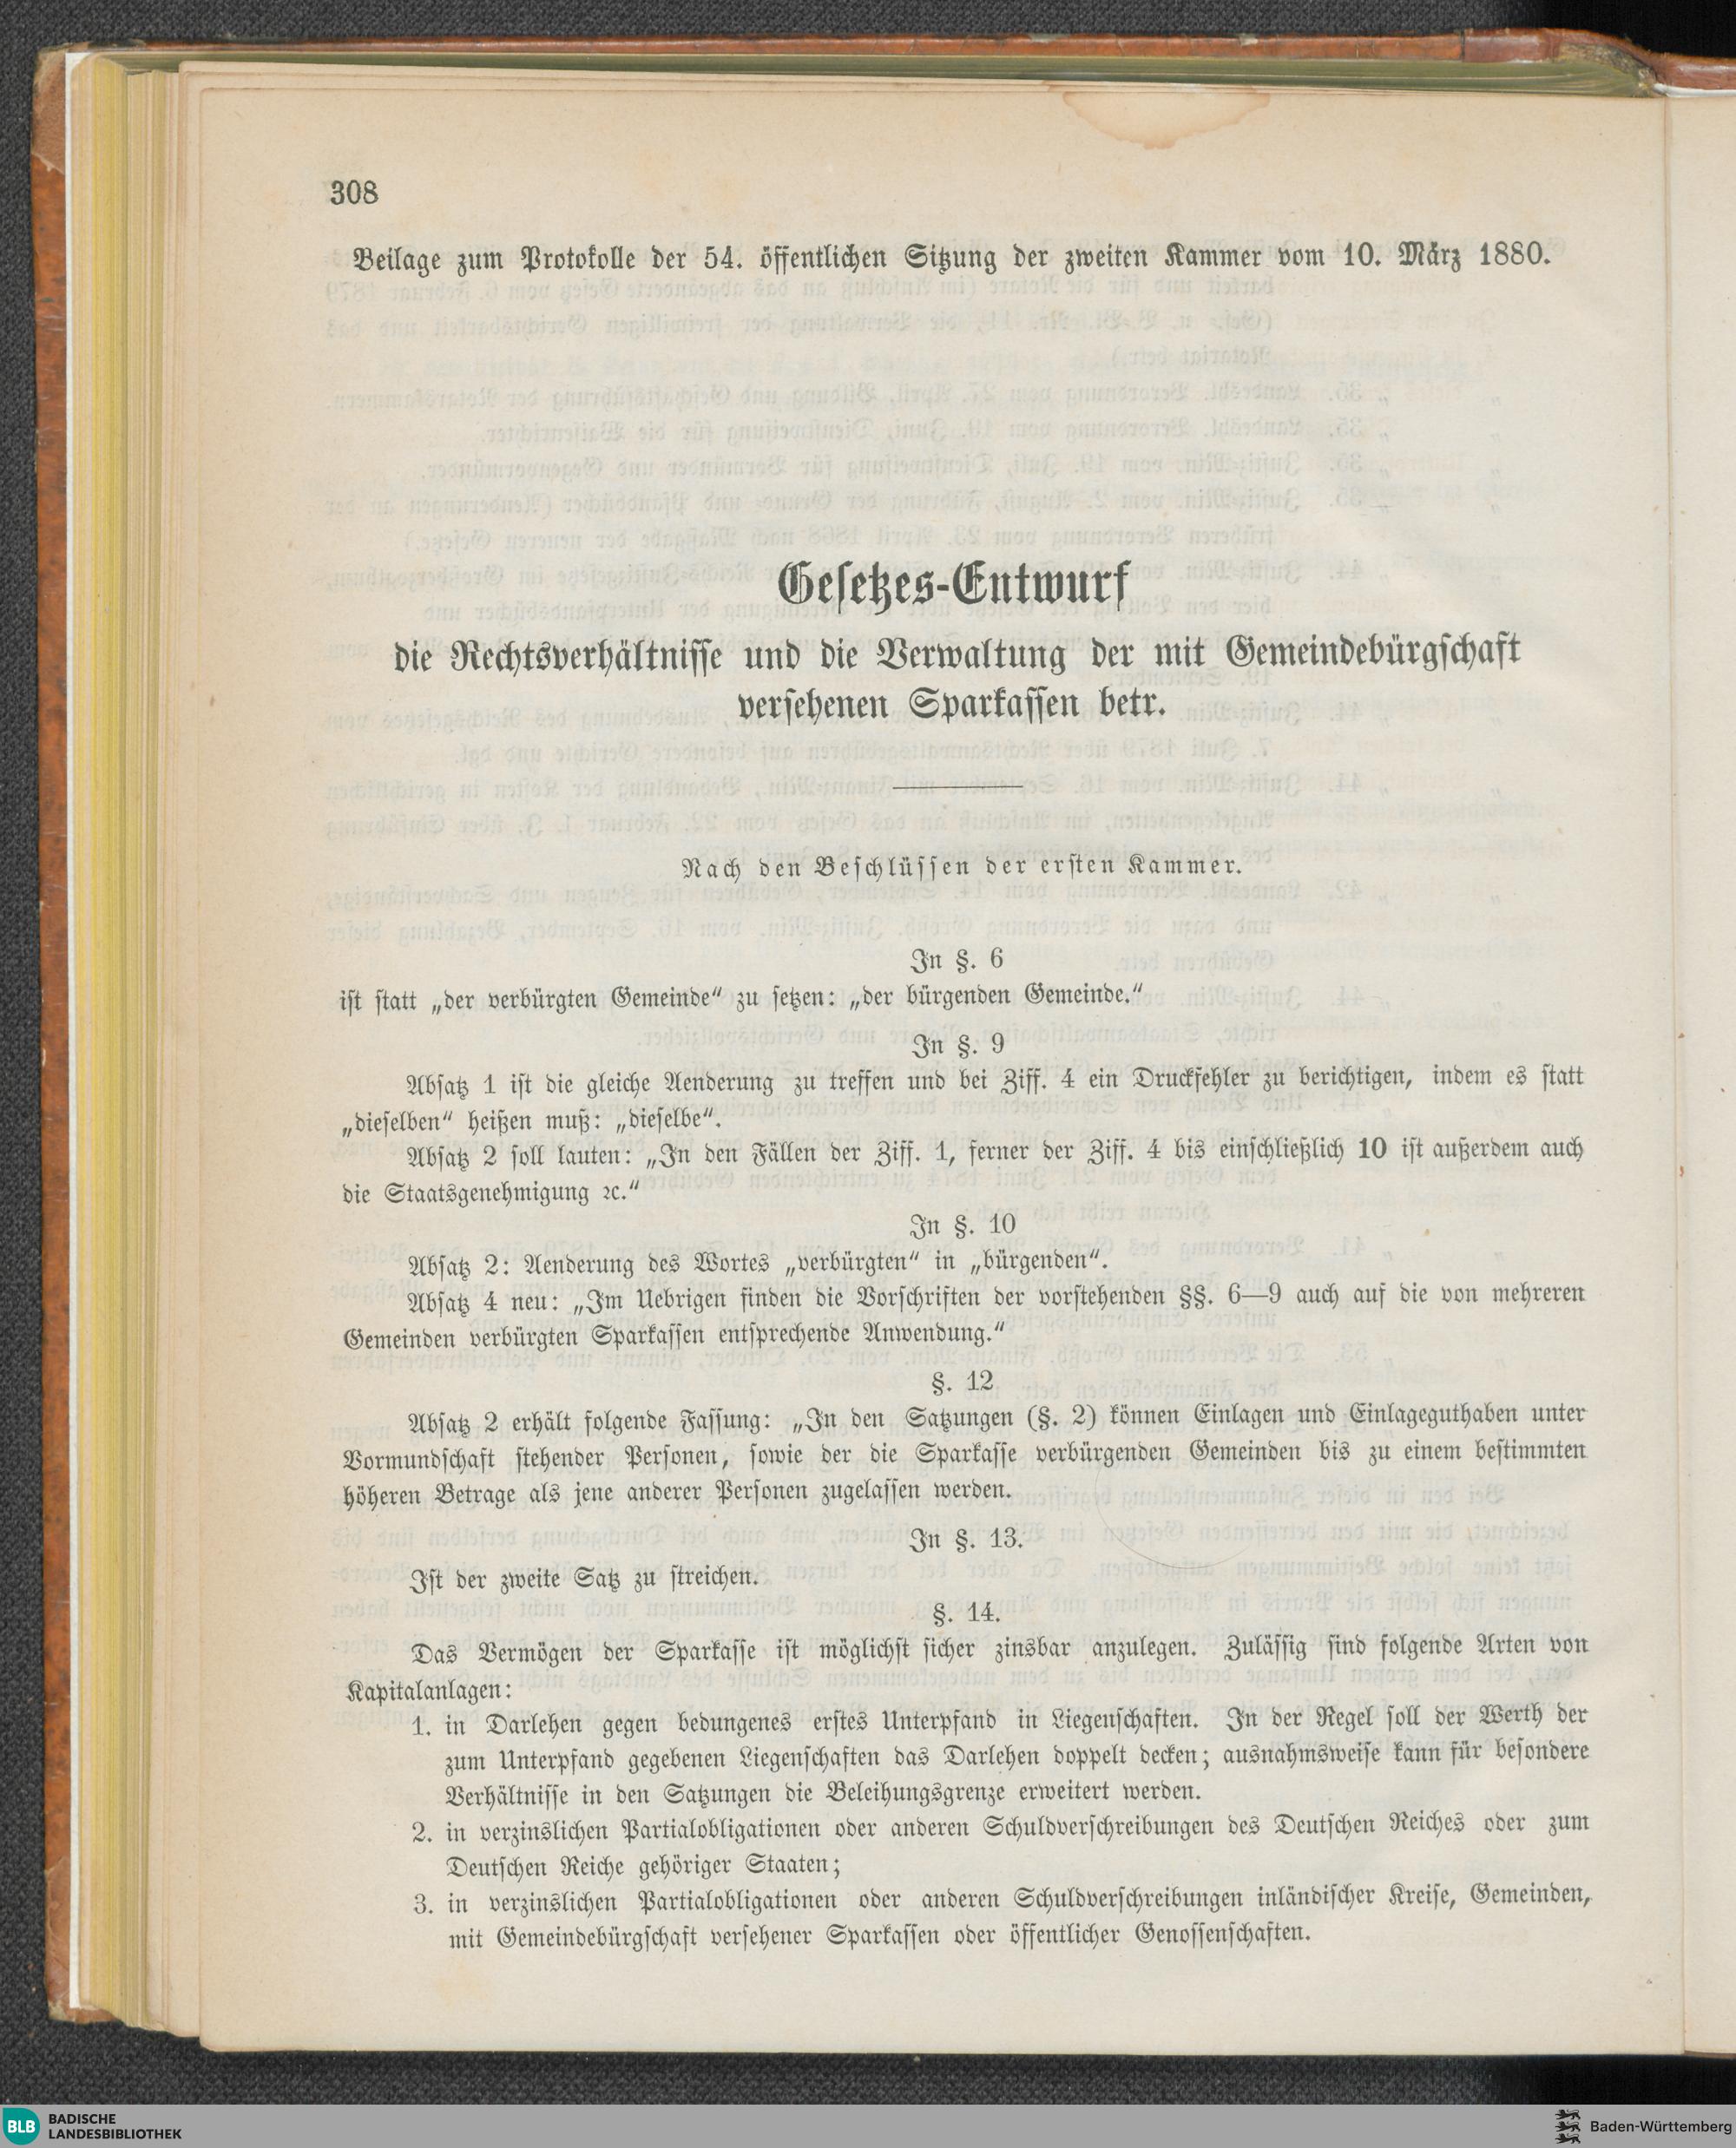 308
Beilage zum Protokolle der 54. öffentlichen Sitzung der zweiten Kammer vom 10. März 1880.
Gesetzes-Entwurf
die Rechtsverhältnisse und die Verwaltung der mit Gemeindebürgschaft
versehenen Sparkassen betr.
Nach den Beschlüssen der ersten Kammer.
In §. 6
ist statt „der verbürgten Gemeinde“ zu setzen: „der bürgenden Gemeinde.“
In §. 9
Absatz 1 ist die gleiche Aenderung zu treffen und bei Ziff. 4 ein Druckfehler zu berichtigen, indem es statt
„dieselben“ heißen muß: „dieselbe“.
Absatz 2 soll lauten: „In den Fällen der Ziff. 1, ferner der Ziff. 4 bis einschließlich 10 ist außerdem auch
die Staatsgenehmigung ꝛc.“
In §. 10
Absatz 2: Aenderung des Wortes „verbürgten“ in „bürgenden“.
Absatz 4 neu: „Im Uebrigen finden die Vorschriften der vorstehenden §§. 6—9 auch auf die von mehreren
Gemeinden verbürgten Sparkassen entsprechende Anwendung.“
§. 12
Absatz 2 erhält folgende Fassung: „In den Satzungen (§. 2) können Einlagen und Einlageguthaben unter
Vormundschaft stehender Personen, sowie der die Sparkasse verbürgenden Gemeinden bis zu einem bestimmten
höheren Betrage als jene anderer Personen zugelassen werden.
In §. 13.
Ist der zweite Satz zu streichen.
§. 14.
Das Vermögen der Sparkasse ist möglichst sicher zinsbar anzulegen. Zulässig sind folgende Arten von
Kapitalanlagen:
1. in Darlehen gegen bedungenes erstes Unterpfand in Liegenschaften. In der Regel soll der Werth der
zum Unterpfand gegebenen Liegenschaften das Darlehen doppelt decken; ausnahmsweise kann für besondere
Verhältnisse in den Satzungen die Beleihungsgrenze erweitert werden.
2. in verzinslichen Partialobligationen oder anderen Schuldverschreibungen des Deutschen Reiches oder zum
Deutschen Reiche gehöriger Staaten;
3. in verzinslichen Partialobligationen oder anderen Schuldverschreibungen inländischer Kreise, Gemeinden,
mit Gemeindebürgschaft versehener Sparkassen oder öffentlicher Genossenschaften.
BLB BADISCHE
LANDESBIBLIOTHEK
Baden-Württemberg